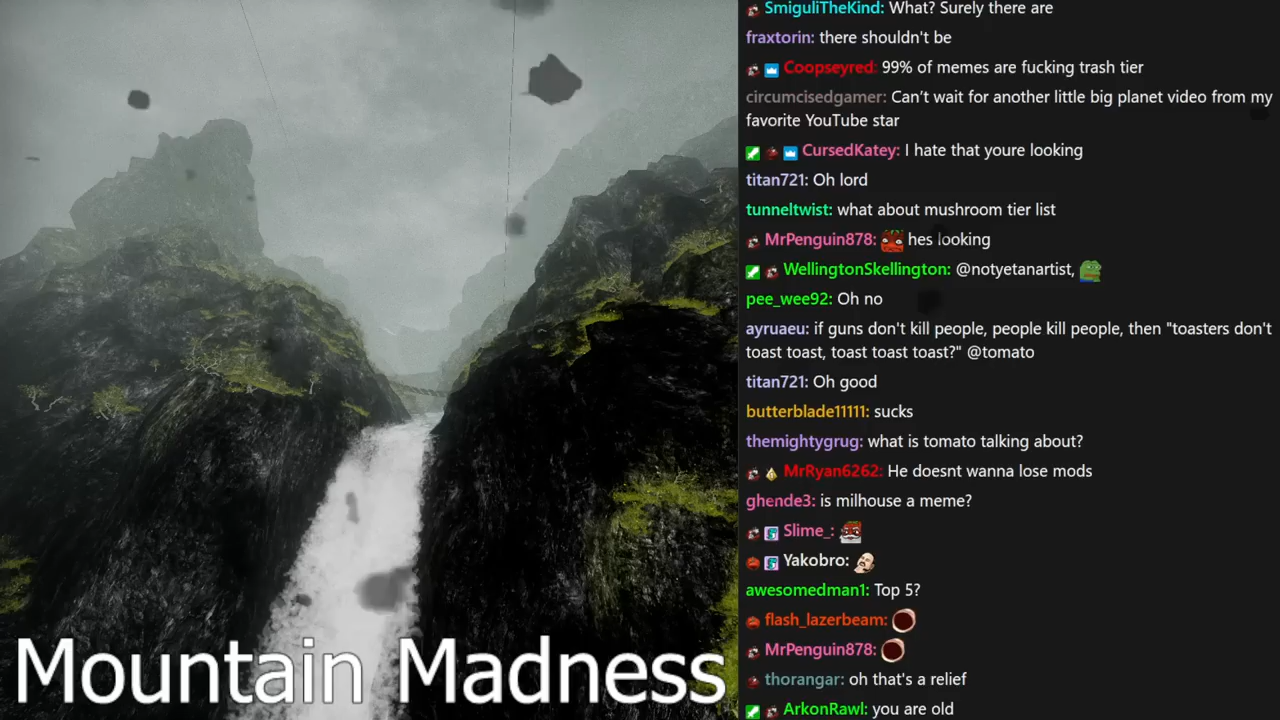 SmiguliTheKind: What? Surely there are
fraxtorin: there shouldn't be
Coopseyred: 99% of memes are fucking trash tier
circumcisedgamer: Can't wait for another little big planet video from my
favorite YouTube star
CursedKatey: I hate that youre looking
titan721: Oh lord
tunneltwist: what about mushroom tier list
MrPenguin878: hes looking
WellingtonSkellington: @notyetanartist,
pee_wee92: Oh no
ayruaeu: if guns don't kill people, people kill people, then "toasters don't
toast toast, toast toast toast?" @tomato
titan721: Oh good
butterblade11111: sucks
themightygrug: what is tomato talking about?
MrRyan6262: He doesnt wanna lose mods
ghende3: is milhouse a meme?
Slime_:
Yakobro:
awesomedman1: Top 5?
flash_lazerbeam:
MrPenguin878:
thorangar: oh that's a relief
ArkonRawl: you are old
Mountain Madness